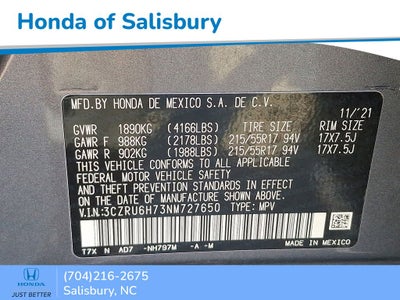 Honda of Salisbury
MFD.BY HONDA DE MEXICO S.A. DE C.V.
11/'21
GVWR 1890KG (4166LBS) TIRE SIZE RIM SIZE
GAWR F 988KG (2178LBS) 215/55R17 94V 17X7.5J
GAWR R 902KG (1988LBS) 215/55R17 94V 17X7.5J
THIS VEHICLE CONFORMS TO ALL APPLICABLE
FEDERAL MOTOR VEHICLE SAFETY AND THEFT
PREVENTION STANDARDS IN EFFECT ON THE
DATE OF MANUFACTURE SHOWN ABOVE.
V.I.N:3CZRU6H73NM727650 TYPE: MPV
T7X N AD7 -NH797M -A -M
MADE IN MEXICO
HONDA
JUST BETTER
(704)216-2675
Salisbury, NC